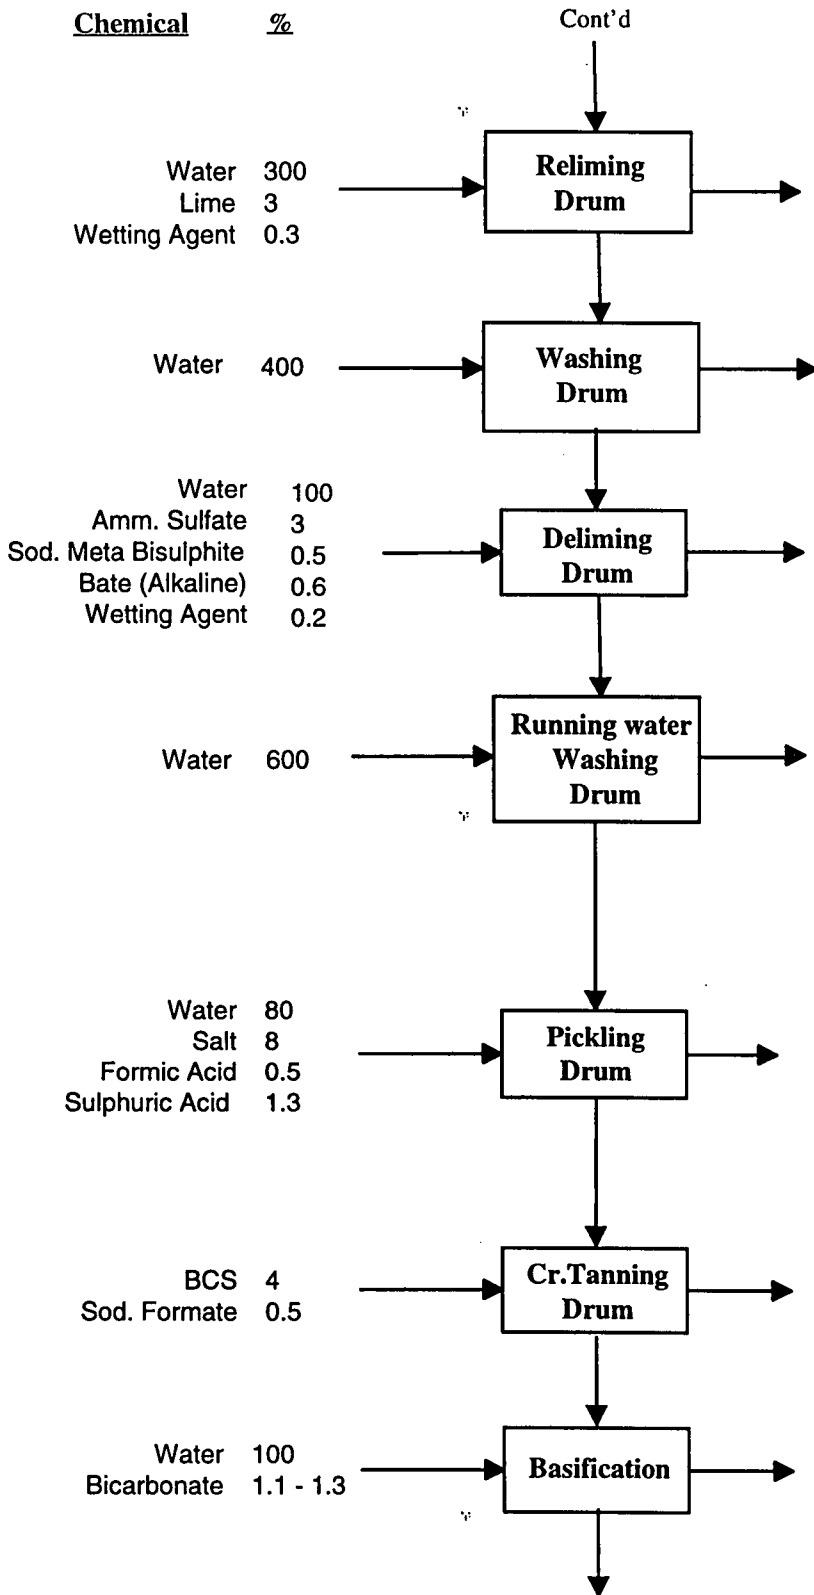 Chemical %
Cont'd
Water 300
Lime 3
Wetting Agent 0.3
Reliming
Drum
Water 400
Washing
Drum
Water 100
Amm. Sulfate 3
Sod. Meta Bisulphite 0.5
Bate (Alkaline) 0.6
Wetting Agent 0.2
Deliming
Drum
Water 600
Running water
Washing
Drum
Water 80
Salt 8
Formic Acid 0.5
Sulphuric Acid 1.3
Pickling
Drum
BCS 4
Sod. Formate 0.5
Cr.Tanning
Drum
Water 100
Bicarbonate 1.1 - 1.3
Basification